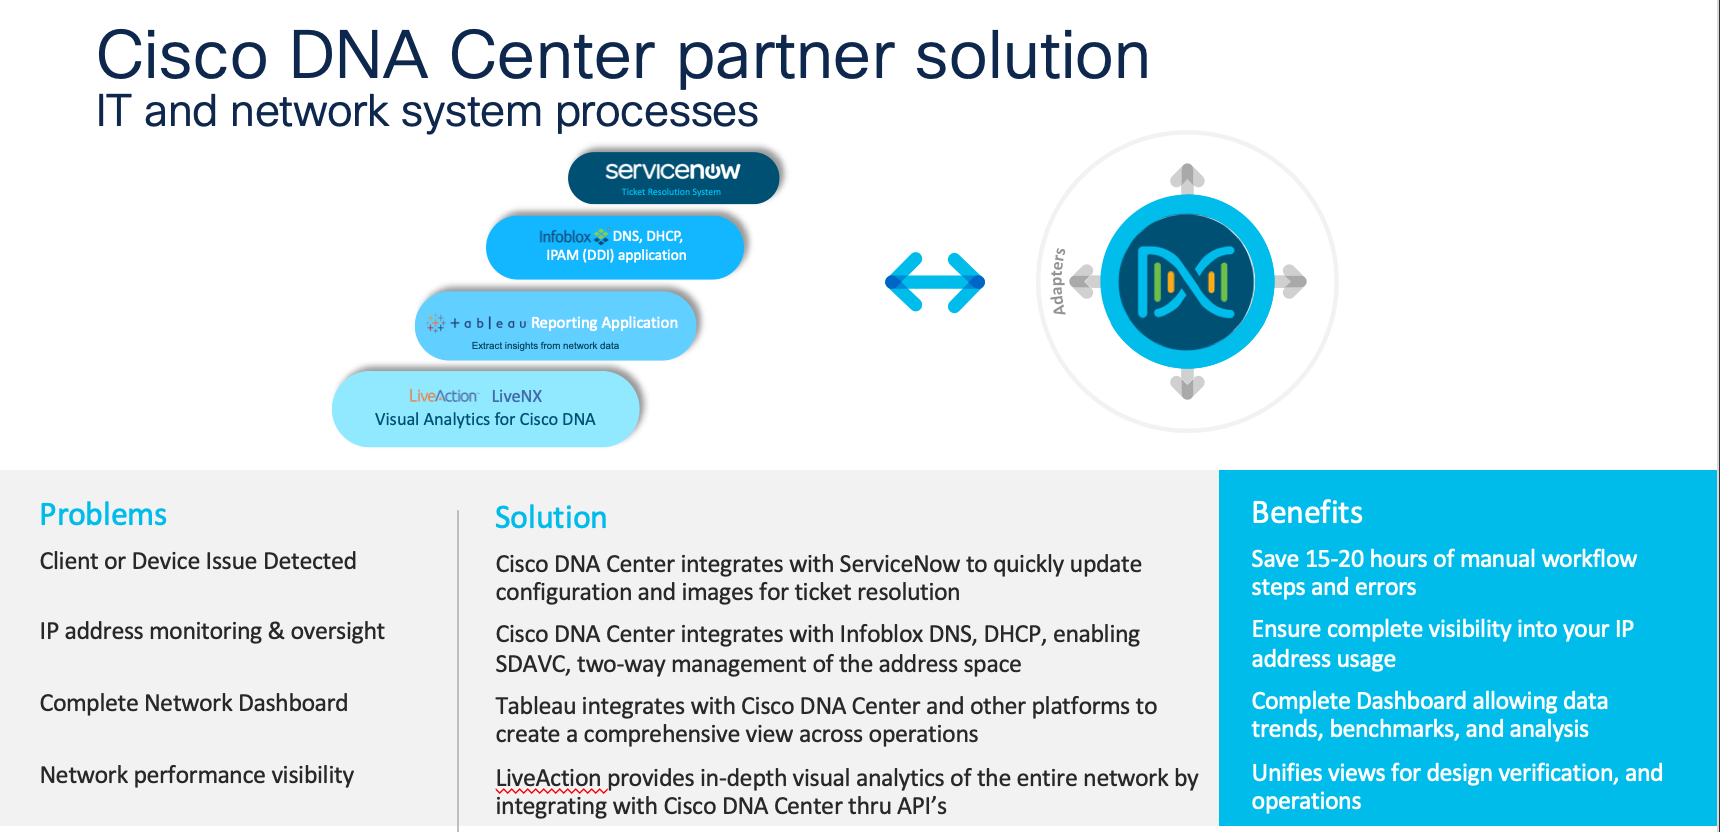 Cisco DNA Center partner solution
IT and network system processes
servicenow
Ticket Resolution System
Infoblox DNS, DHCP,
IPAM (DDI) application
+ableau Reporting Application
Extract insights from network data
LiveAction LiveNX
Visual Analytics for Cisco DNA
Adapters
Problems
Client or Device Issue Detected
IP address monitoring & oversight
Complete Network Dashboard
Network performance visibility
Solution
Cisco DNA Center integrates with ServiceNow to quickly update
configuration and images for ticket resolution
Cisco DNA Center integrates with Infoblox DNS, DHCP, enabling
SDAVC, two-way management of the address space
Tableau integrates with Cisco DNA Center and other platforms to
create a comprehensive view across operations
LiveAction provides in-depth visual analytics of the entire network by
integrating with Cisco DNA Center thru API’s
Benefits
Save 15-20 hours of manual workflow
steps and errors
Ensure complete visibility into your IP
address usage
Complete Dashboard allowing data
trends, benchmarks, and analysis
Unifies views for design verification, and
operations